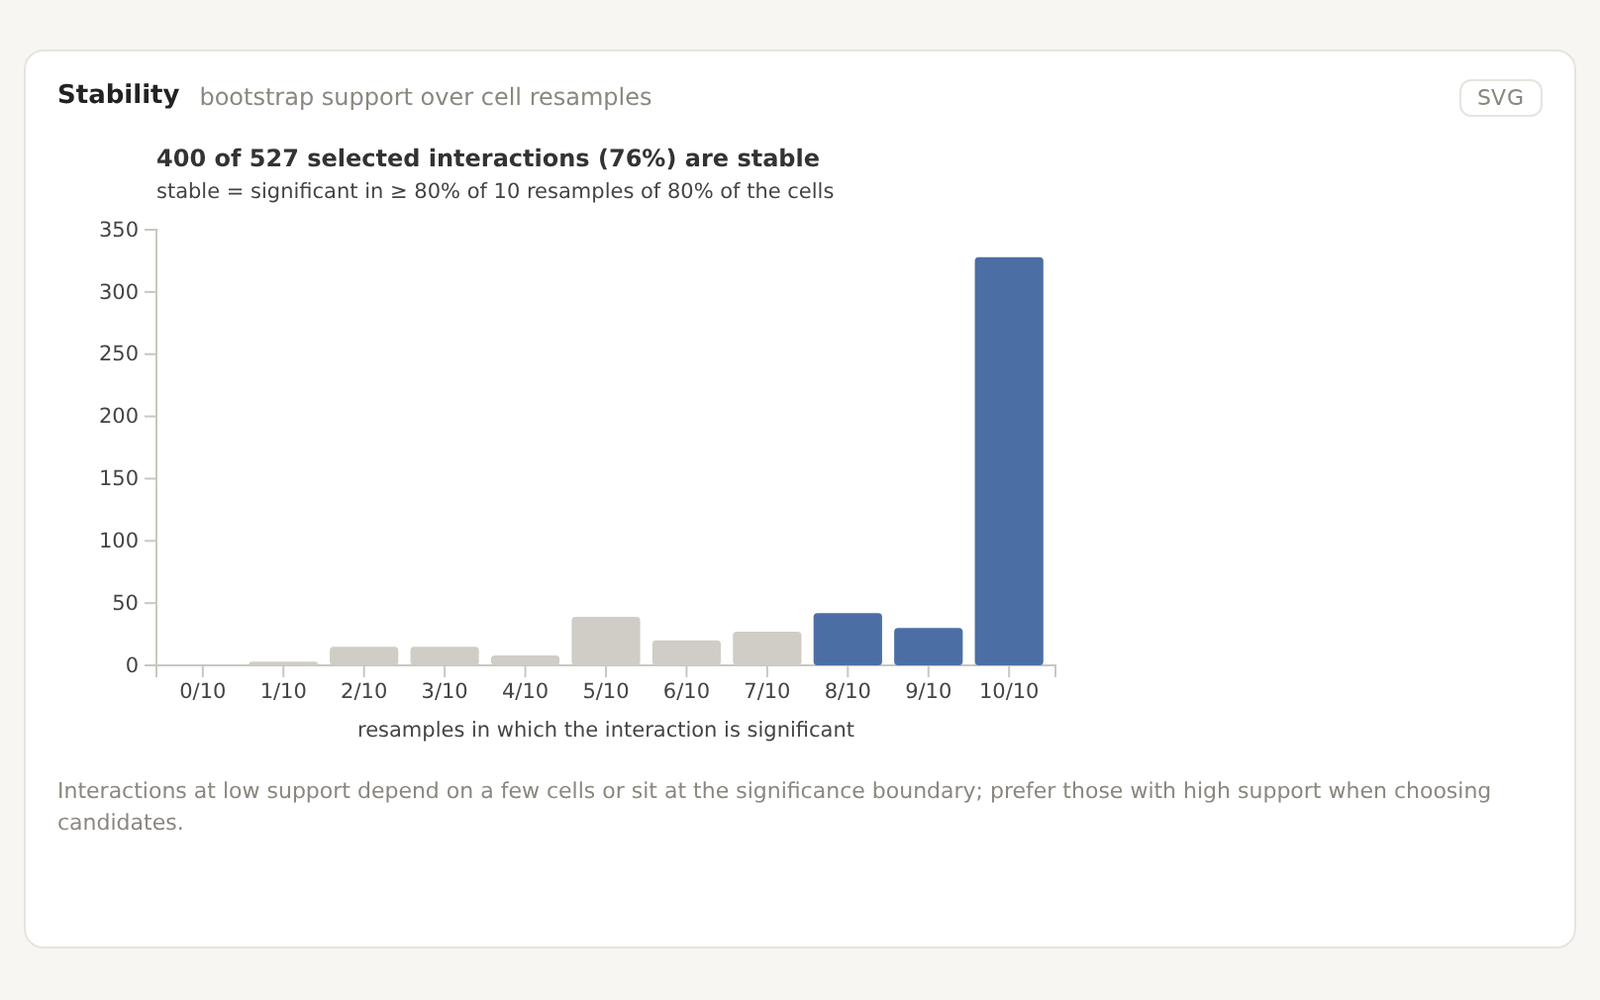 Stability bootstrap support over cell resamples SVG
400 of 527 selected interactions (76%) are stable
stable = significant in ≥ 80% of 10 resamples of 80% of the cells
350
300
250
200
150
100
50
0
0/10 1/10 2/10 3/10 4/10 5/10 6/10 7/10 8/10 9/10 10/10
resamples in which the interaction is significant
Interactions at low support depend on a few cells or sit at the significance boundary; prefer those with high support when choosing
candidates.